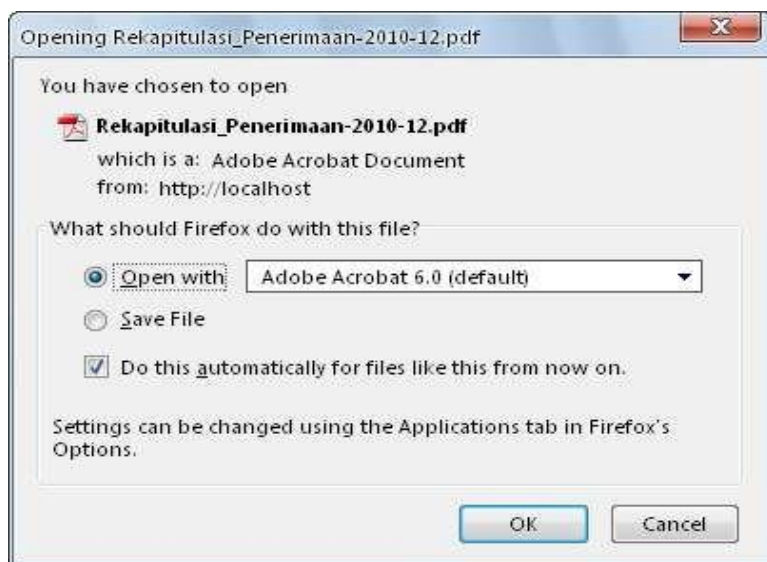 Opening Rekapitulasi_Penerimaan-2010-12.pdf
You have chosen to open
Rekapitulasi_Penerimaan-2010-12.pdf
which is a: Adobe Acrobat Document
from: http://localhost
What should Firefox do with this file?
Open with Adobe Acrobat 6.0 (default)
Save File
Do this automatically for files like this from now on.
Settings can be changed using the Applications tab in Firefox's
Options.
OK Cancel